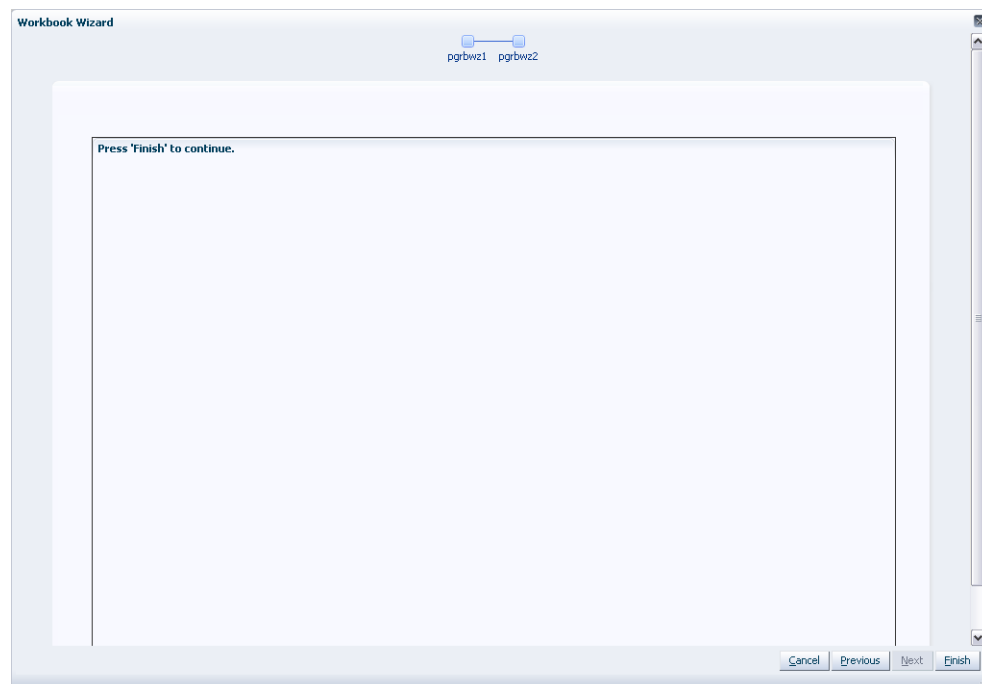 Workbook Wizard
pgrbwz1 pgrbwz2
Press 'Finish' to continue.
Cancel Previous Next Finish